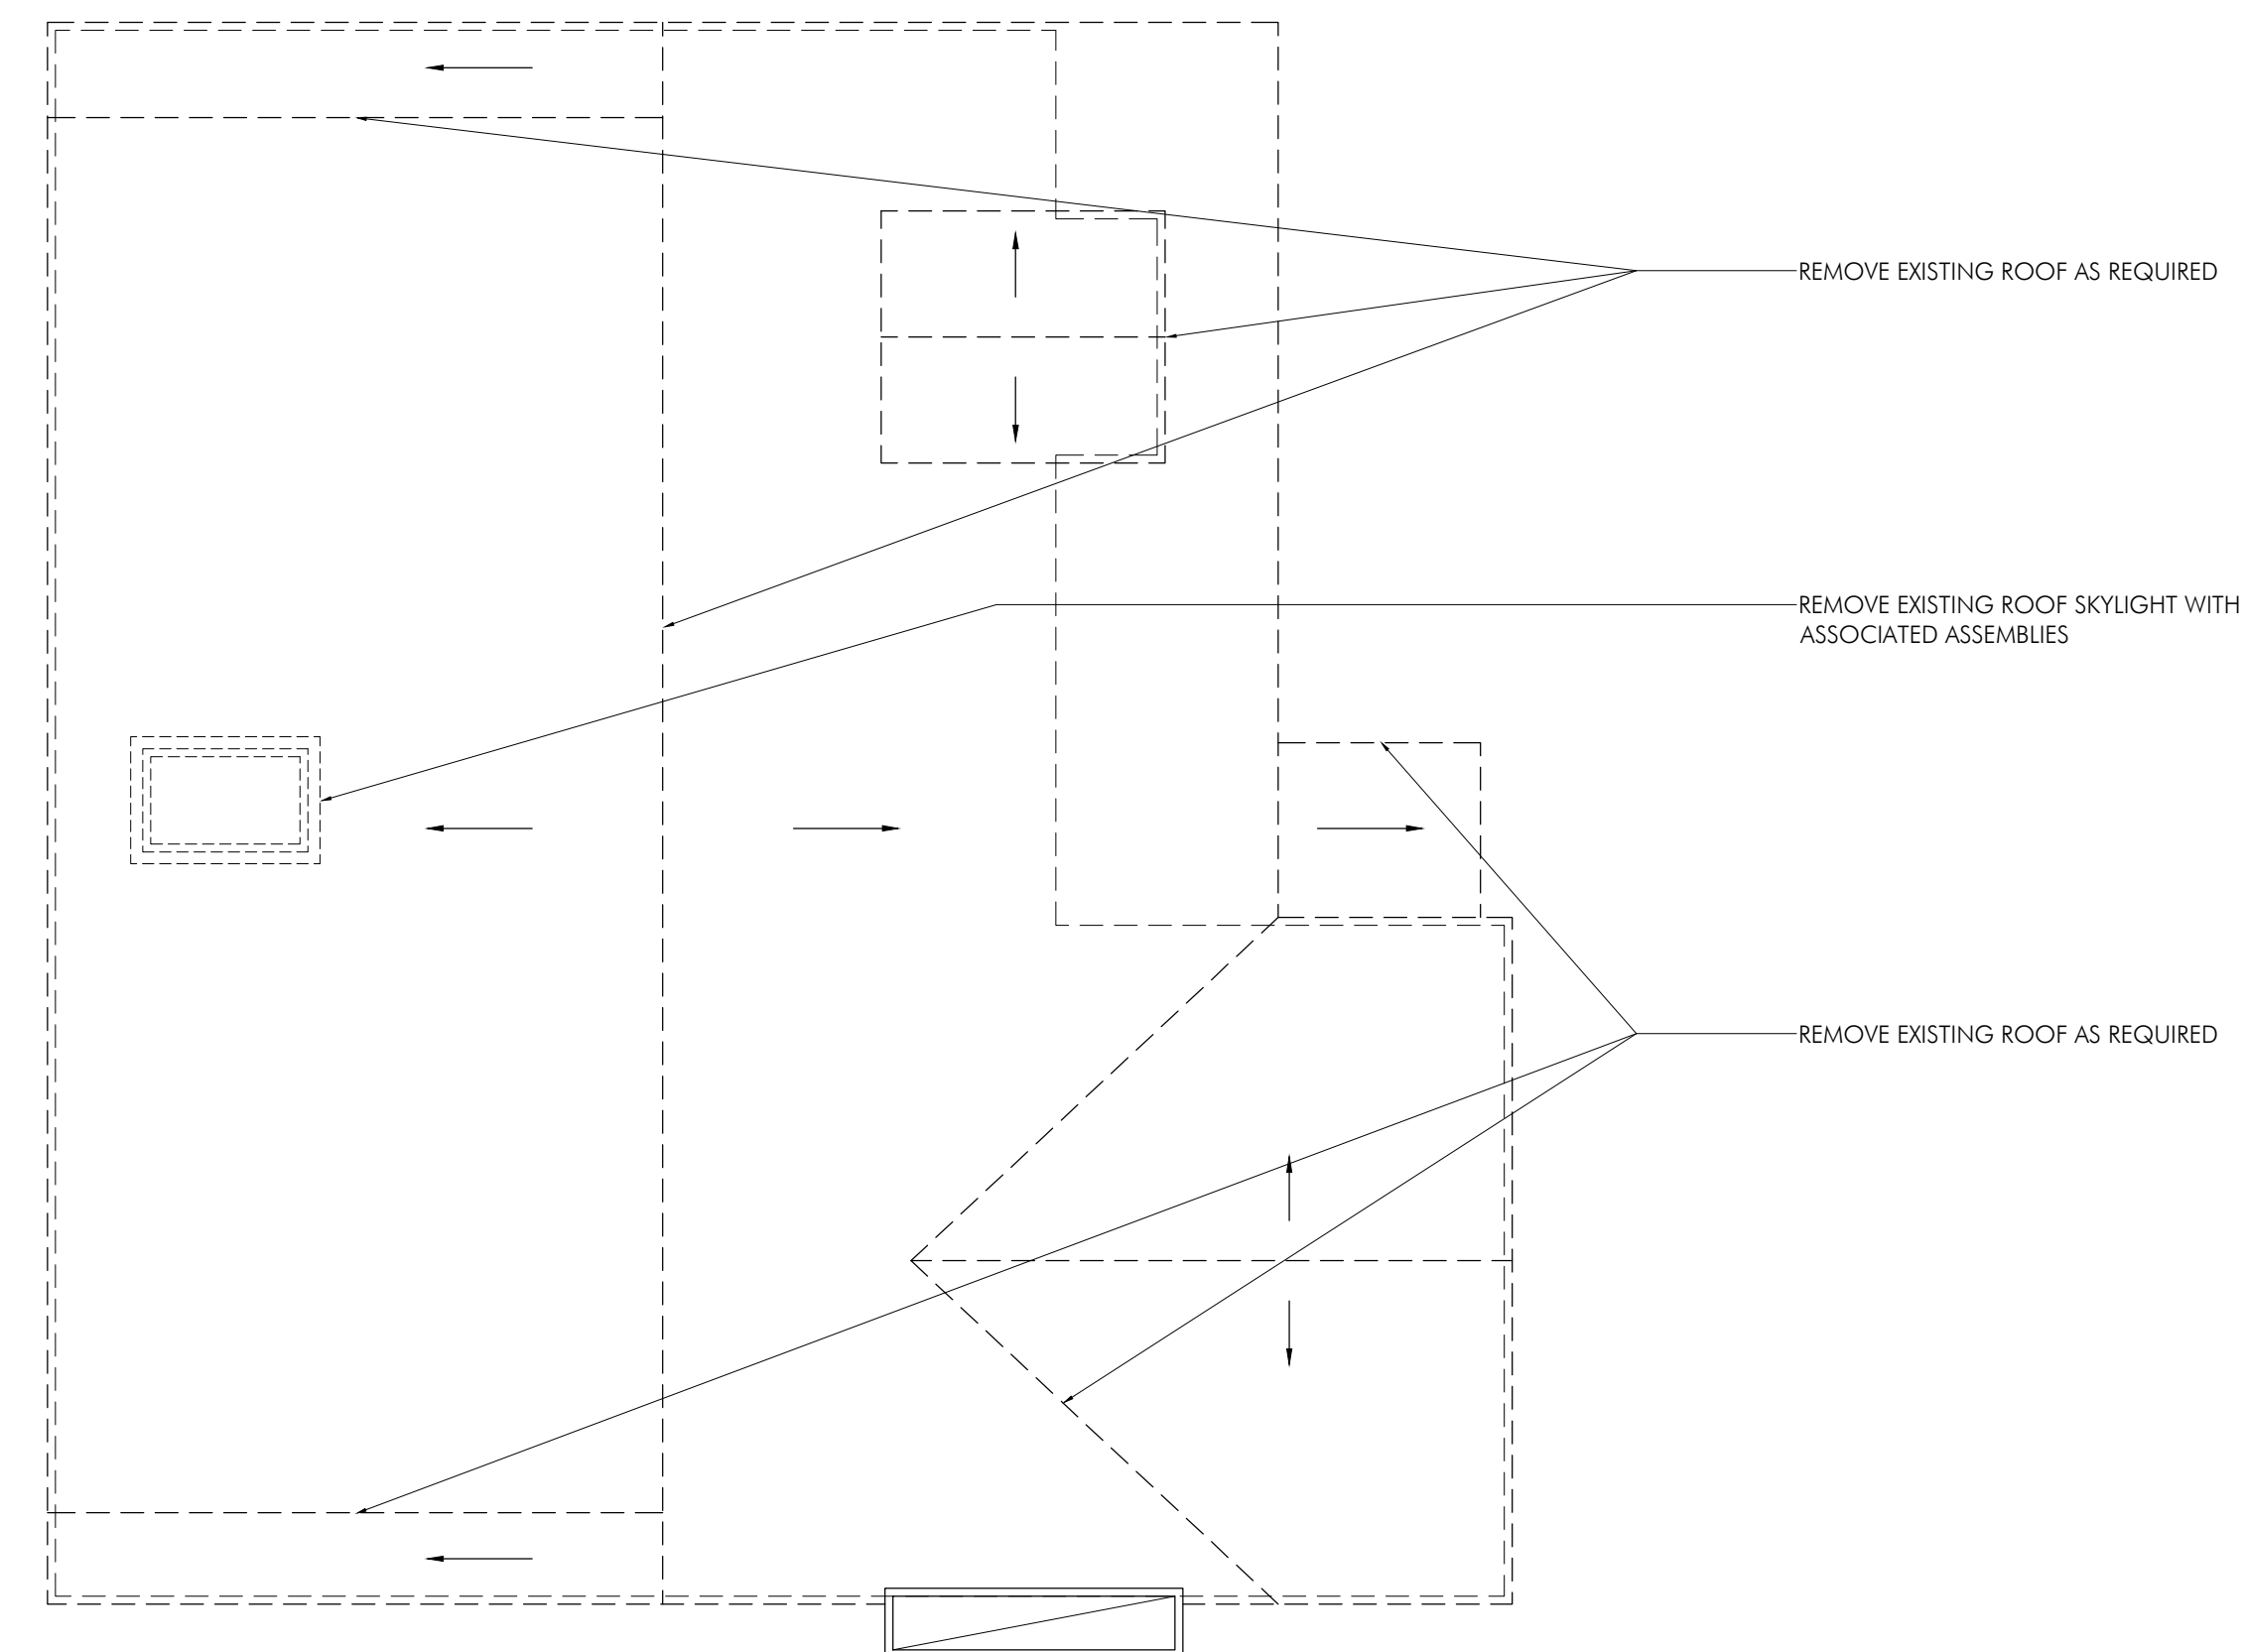 REMOVE EXISTING ROOF AS REQUIRED
REMOVE EXISTING ROOF SKYLIGHT WITH
ASSOCIATED ASSEMBLIES
REMOVE EXISTING ROOF AS REQUIRED